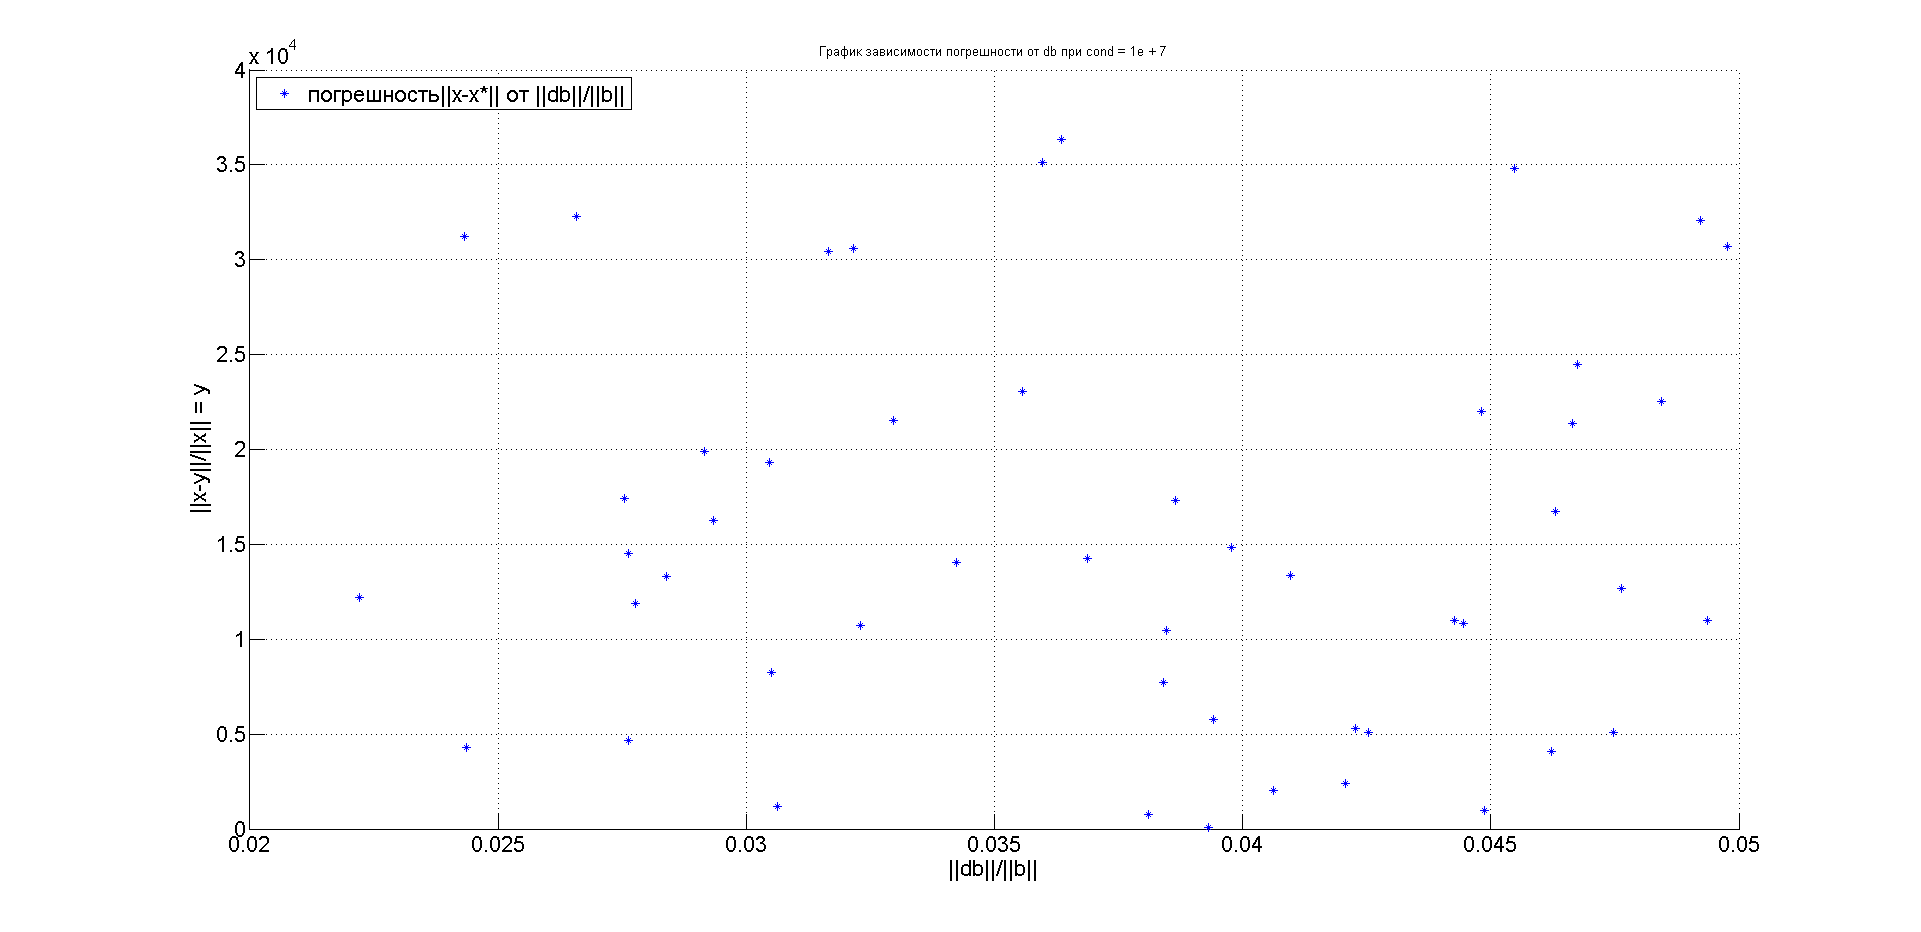 График зависимости погрешности от db при cond = 1e + 7
x 10^4
погрешность||x-x*|| от ||db||/||b||
4
3.5
3
2.5
2
1.5
1
0.5
0
||x-y||/||x|| = y
0.02 0.025 0.03 0.035 0.04 0.045 0.05
||db||/||b||